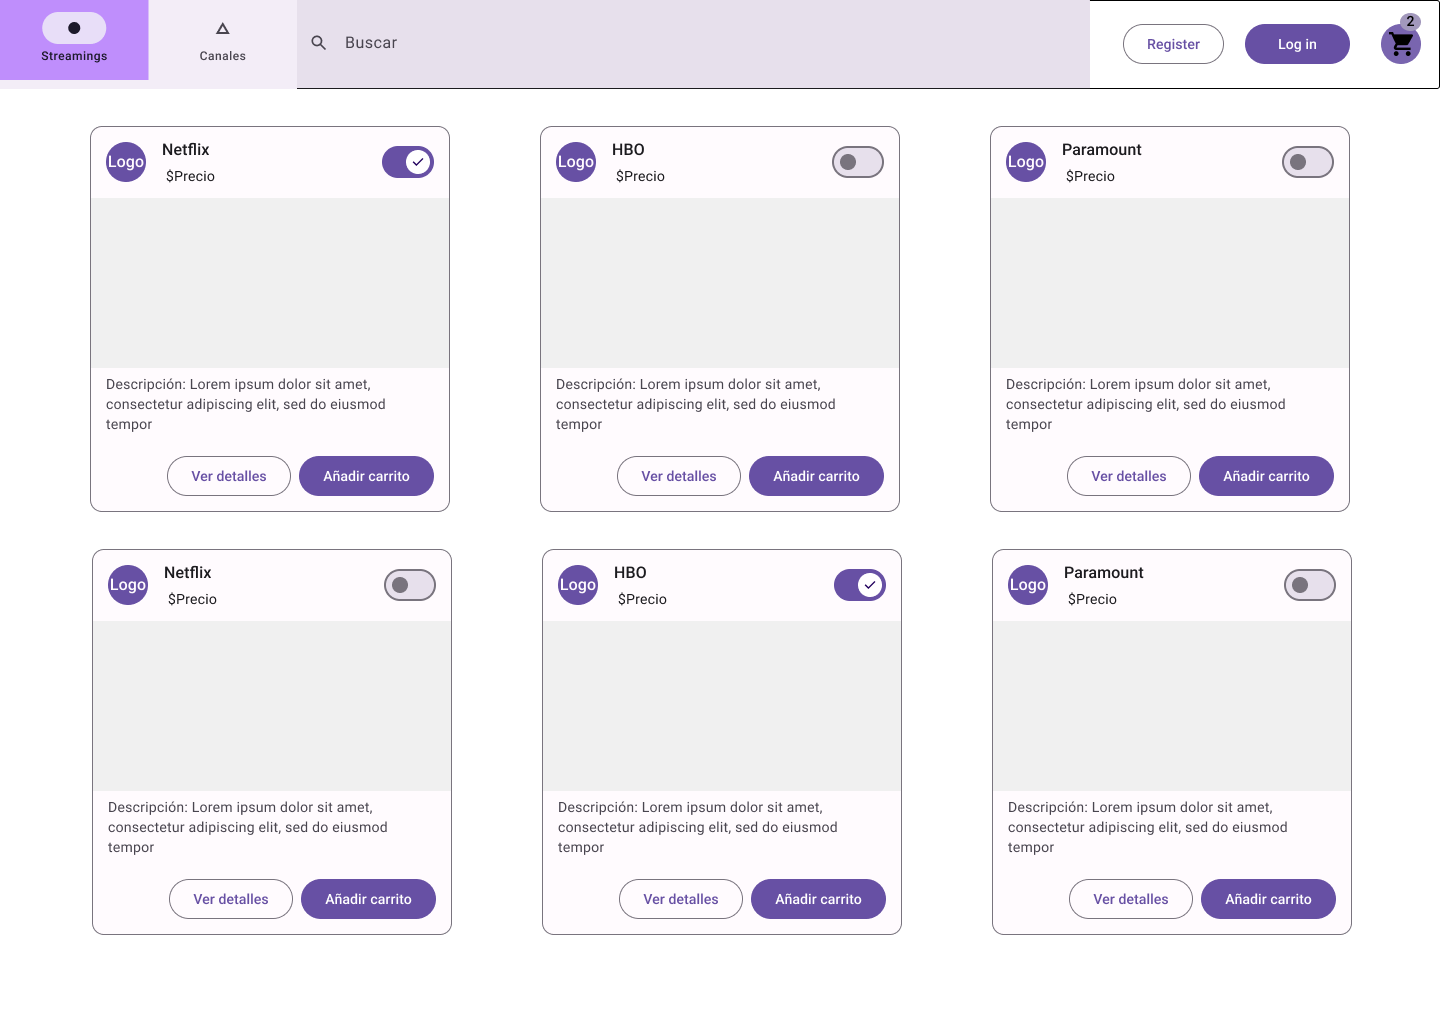 Streamings
Canales
Buscar
Register
Log in
2
Logo
Netflix
$Precio
Descripción: Lorem ipsum dolor sit amet,
consectetur adipiscing elit, sed do eiusmod
tempor
Ver detalles
Añadir carrito
Logo
HBO
$Precio
Descripción: Lorem ipsum dolor sit amet,
consectetur adipiscing elit, sed do eiusmod
tempor
Ver detalles
Añadir carrito
Logo
Paramount
$Precio
Descripción: Lorem ipsum dolor sit amet,
consectetur adipiscing elit, sed do eiusmod
tempor
Ver detalles
Añadir carrito
Logo
Netflix
$Precio
Descripción: Lorem ipsum dolor sit amet,
consectetur adipiscing elit, sed do eiusmod
tempor
Ver detalles
Añadir carrito
Logo
HBO
$Precio
Descripción: Lorem ipsum dolor sit amet,
consectetur adipiscing elit, sed do eiusmod
tempor
Ver detalles
Añadir carrito
Logo
Paramount
$Precio
Descripción: Lorem ipsum dolor sit amet,
consectetur adipiscing elit, sed do eiusmod
tempor
Ver detalles
Añadir carrito